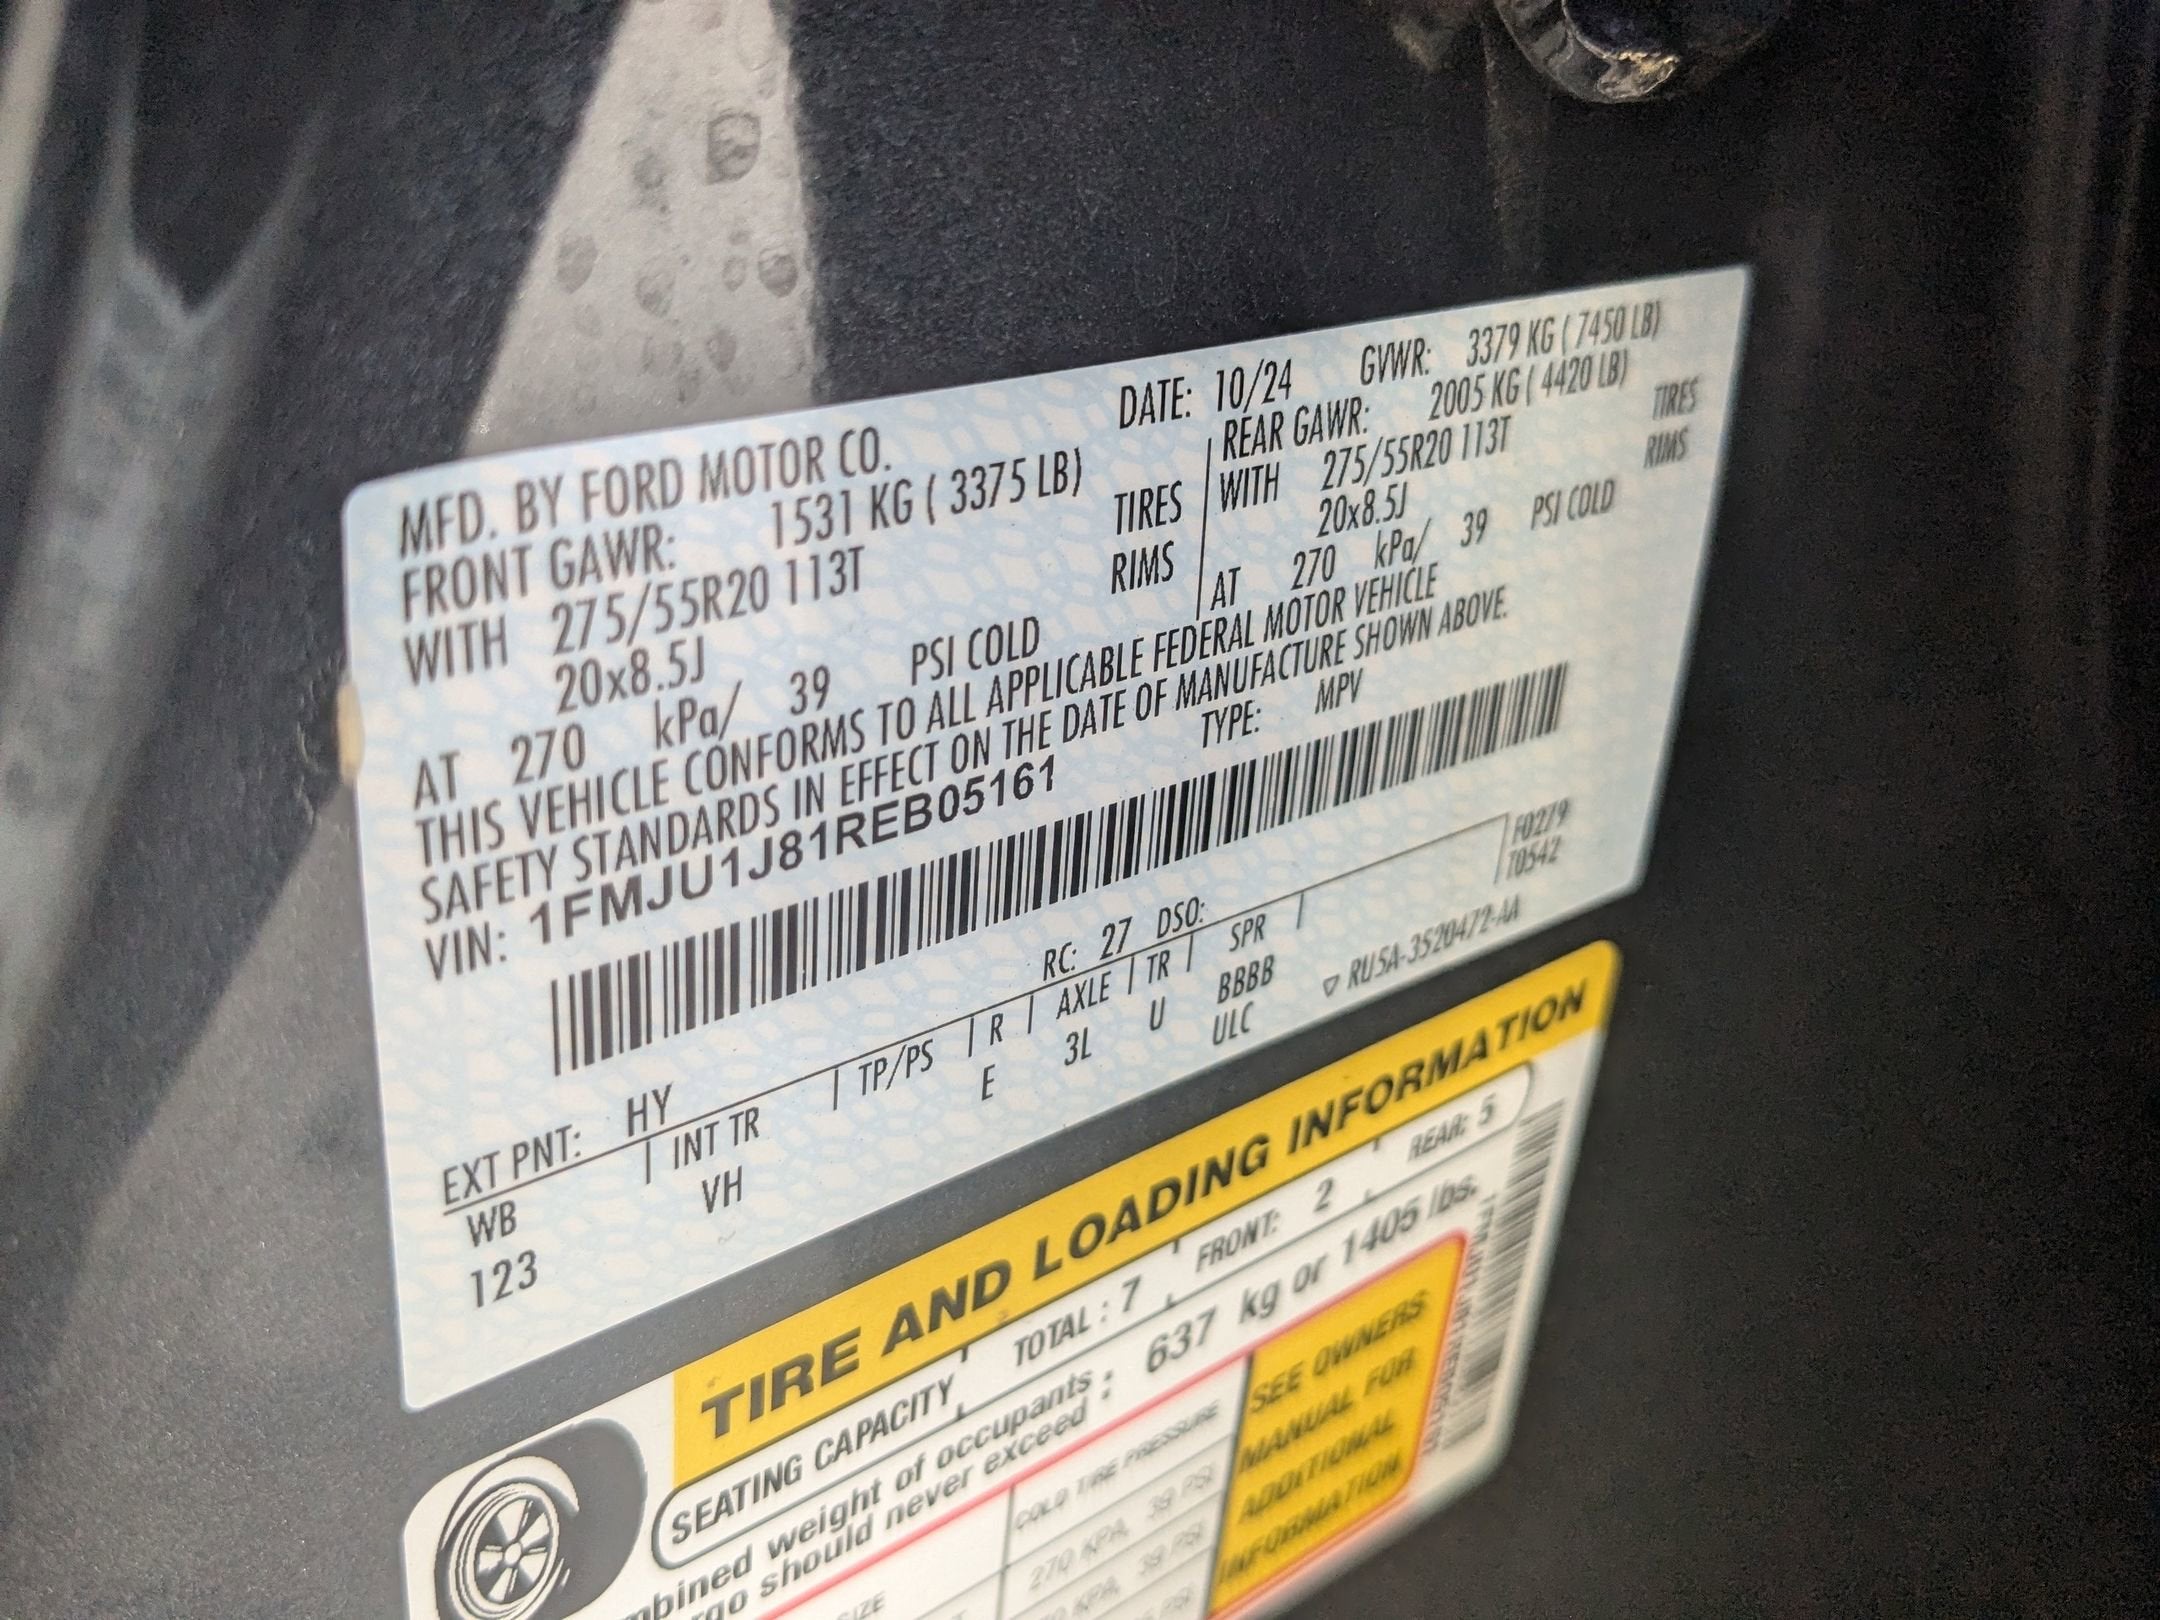 MFD. BY FORD MOTOR CO.
DATE: 10/24 GVWR: 3379 KG ( 7450 LB)
FRONT GAWR: 1531 KG ( 3375 LB)
REAR GAWR: 2005 KG ( 4420 LB)
WITH 275/55R20 113T TIRES
WITH 275/55R20 113T TIRES
20x8.5J RIMS
20x8.5J RIMS
AT 270 kPa/ 39 PSI COLD
AT 270 kPa/ 39 PSI COLD
THIS VEHICLE CONFORMS TO ALL APPLICABLE FEDERAL MOTOR VEHICLE
SAFETY STANDARDS IN EFFECT ON THE DATE OF MANUFACTURE SHOWN ABOVE.
VIN: 1FMJU1J81REB05161 TYPE: MPV
F0279
T0542
EXT PNT: HY RC: 27 DSO:
WB INT TR TP/PS R AXLE TR SPR
123 VH E 3L U BBBB
ULC
RU5A-3520472-AA
TIRE AND LOADING INFORMATION
SEATING CAPACITY TOTAL : 7 FRONT: 2 REAR: 5
weight of occupants
should never exceed : 637 kg or 1405 lbs.
SIZE
COLD TIRE PRESSURE
270 KPA, 39 PSI
KPA, 39 PSI
PSI
SEE OWNERS
MANUAL FOR
ADDITIONAL
INFORMATION